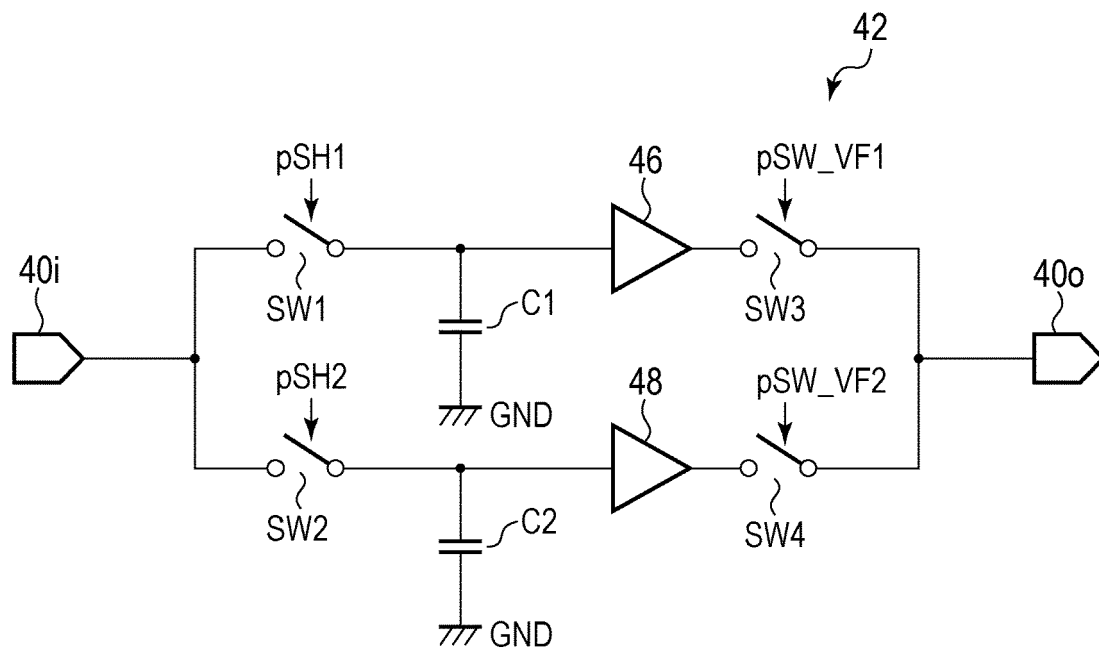 42
pSH1
46
pSW_VF1
40i
SW1
C1
SW3
40o
GND
pSH2
48
pSW_VF2
SW2
C2
SW4
GND